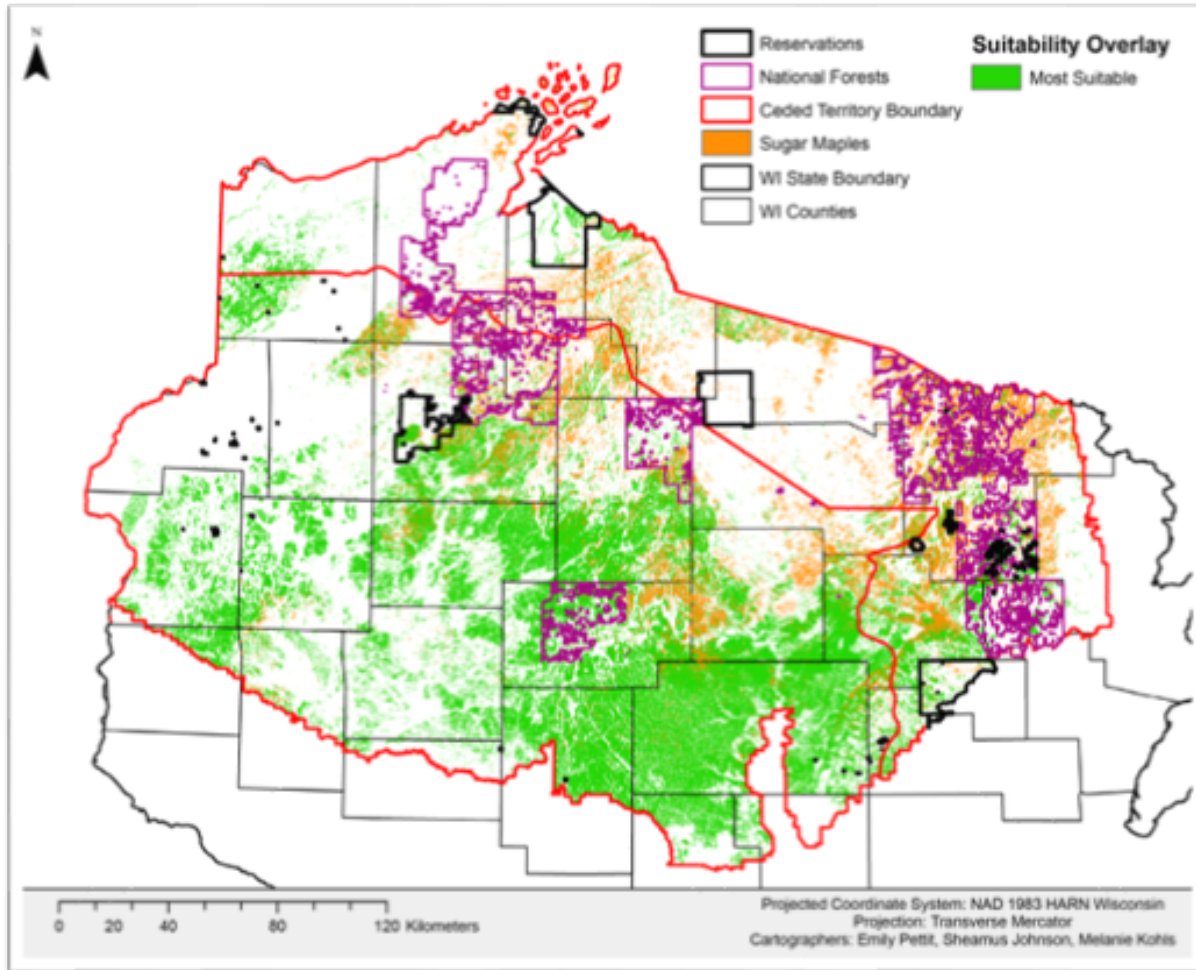 N
Reservations
National Forests
Ceded Territory Boundary
Sugar Maples
WI State Boundary
WI Counties
Suitability Overlay
Most Suitable
0 20 40 80 120 Kilometers
Projected Coordinate System: NAD 1983 HARN Wisconsin
Projection: Transverse Mercator
Cartographers: Emily Pettit, Sheamus Johnson, Melanie Kohls